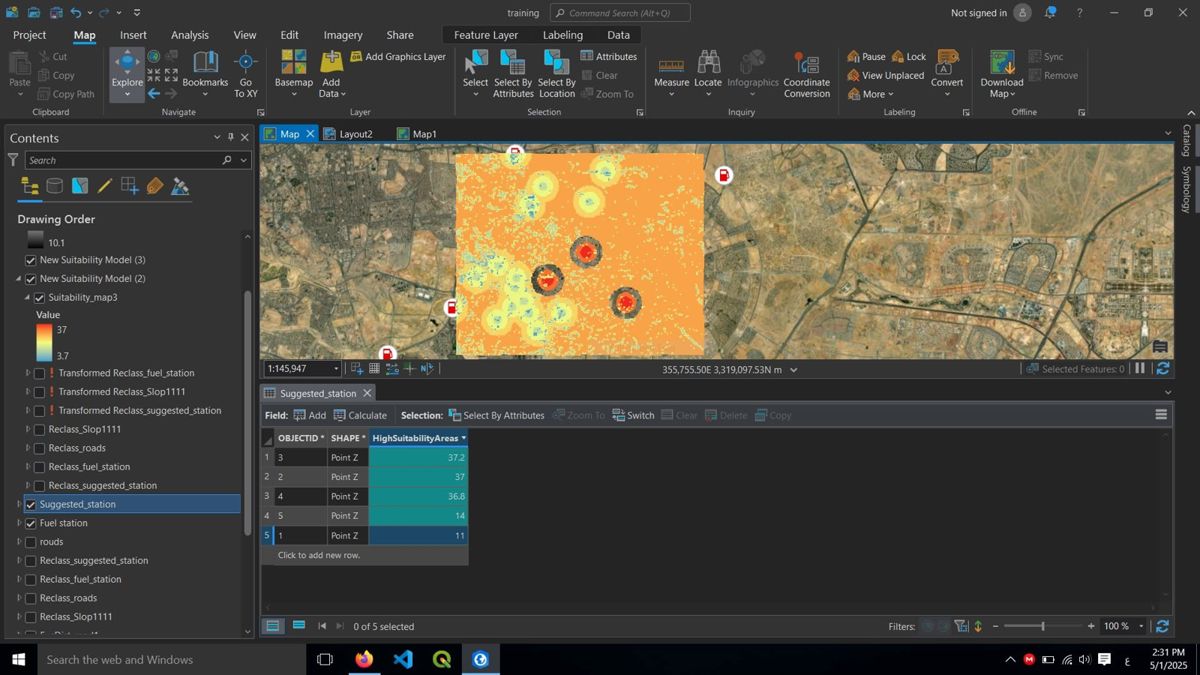 training
Command Search (Alt+Q)
Not signed in
Project Map Insert Analysis View Edit Imagery Share Feature Layer Labeling Data
Paste
Cut
Copy
Copy Path
Clipboard
Explore
Bookmarks
Go To XY
Navigate
Basemap
Add Data
Add Graphics Layer
Layer
Select
Select By Attributes
Select By Location
Attributes
Clear
Zoom To
Selection
Measure
Locate
Infographics
Coordinate Conversion
Inquiry
Pause
Lock
View Unplaced
More
Convert
Labeling
Download Map
Sync
Remove
Offline
Contents
Search
Drawing Order
10.1
New Suitability Model (3)
New Suitability Model (2)
Suitability_map3
Value
37
3.7
! Transformed Reclass_fuel_station
! Transformed Reclass_Slop1111
! Transformed Reclass_suggested_station
Reclass_Slop1111
Reclass_roads
Reclass_fuel_station
Reclass_suggested_station
Suggested_station
Fuel station
rouds
Reclass_suggested_station
Reclass_fuel_station
Reclass_roads
Reclass_Slop1111
Map Layout2 Map1
Catalog
Symbology
1:145,947
355,755.50E 3,319,097.53N m
Selected Features: 0
Suggested_station
Field: Add Calculate Selection: Select By Attributes Zoom To Switch Clear Delete Copy
OBJECTID * SHAPE * HighSuitabilityAreas
1 3 Point Z 37.2
2 2 Point Z 37
3 4 Point Z 36.8
4 5 Point Z 14
5 1 Point Z 11
Click to add new row.
0 of 5 selected
Filters:
100 %
Search the web and Windows
ع
2:31 PM
5/1/2025